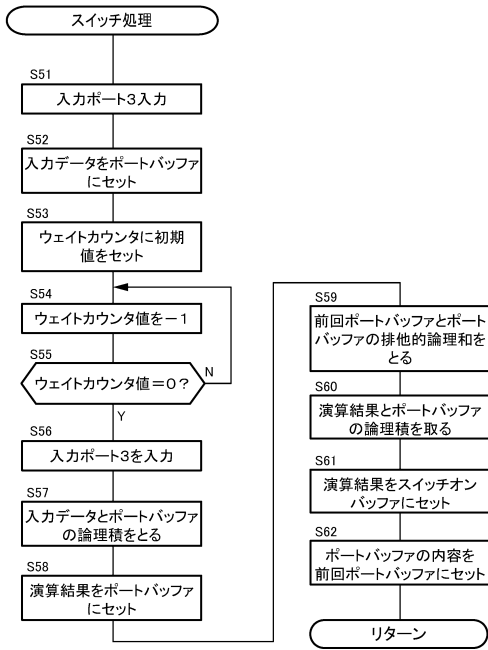 スイッチ処理
S51
入力ポート3入力
S52
入力データをポートバッファ
にセット
S53
ウェイトカウンタに初期
値をセット
S54
ウェイトカウンタ値を－1
S55
ウェイトカウンタ値＝0？
N
Y
S56
入力ポート3を入力
S57
入力データとポートバッファ
の論理積をとる
S58
演算結果をポートバッファ
にセット
S59
前回ポートバッファとポート
バッファの排他的論理和を
とる
S60
演算結果とポートバッファ
の論理積を取る
S61
演算結果をスイッチオン
バッファにセット
S62
ポートバッファの内容を
前回ポートバッファにセット
リターン